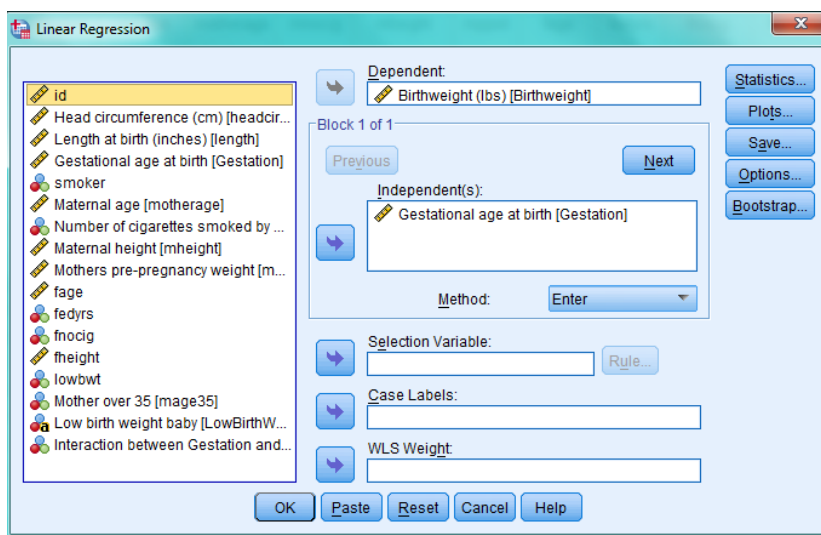 Linear Regression
id
Head circumference (cm) [headcir...
Length at birth (inches) [length]
Gestational age at birth [Gestation]
smoker
Maternal age [motherage]
Number of cigarettes smoked by ...
Maternal height [mheight]
Mothers pre-pregnancy weight [m...
fage
fedyrs
fnocig
fheight
lowbwt
Mother over 35 [mage35]
Low birth weight baby [LowBirthW...
Interaction between Gestation and...
Dependent:
Birthweight (lbs) [Birthweight]
Block 1 of 1
Previous
Next
Independent(s):
Gestational age at birth [Gestation]
Method:
Enter
Selection Variable:
Rule...
Case Labels:
WLS Weight:
Statistics...
Plots...
Save...
Options...
Bootstrap...
OK
Paste
Reset
Cancel
Help